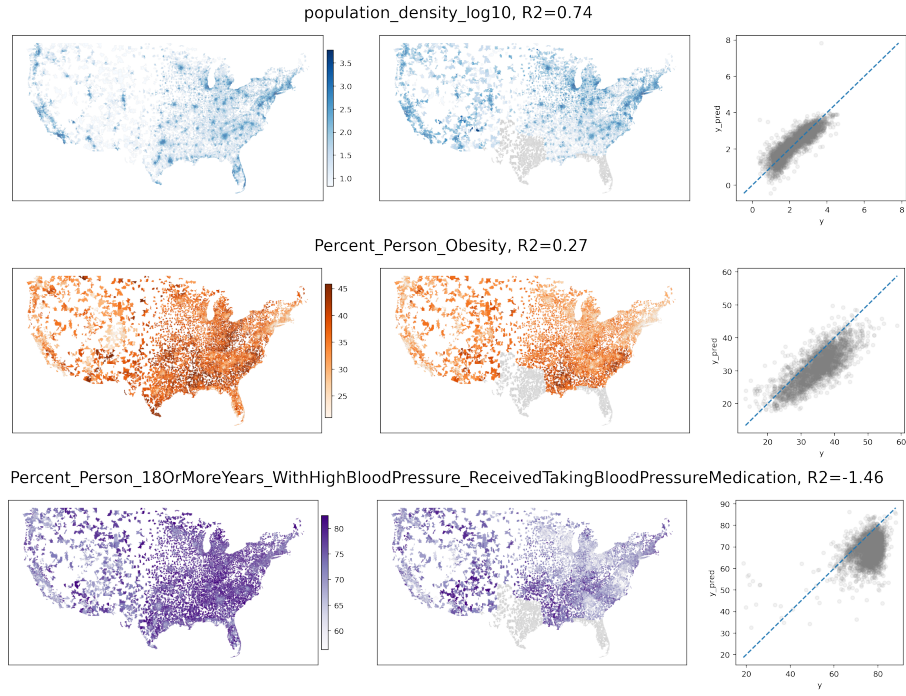 population_density_log10, R2=0.74
3.5
3.0
2.5
2.0
1.5
1.0
8
6
4
2
0
y_pred
0 2 4 6 8
y
Percent_Person_Obesity, R2=0.27
45
40
35
30
25
60
50
40
30
20
y_pred
20 30 40 50 60
y
Percent_Person_18OrMoreYears_WithHighBloodPressure_ReceivedTakingBloodPressureMedication, R2=-1.46
80
75
70
65
60
90
80
70
60
50
40
30
20
y_pred
20 40 60 80
y